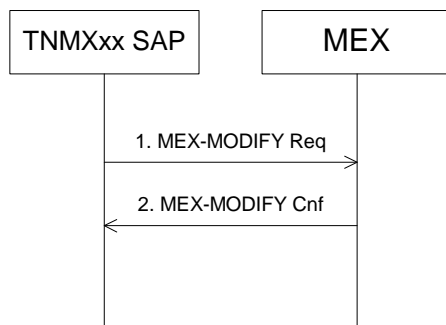 TNMXxx SAP
MEX
1. MEX-MODIFY Req
2. MEX-MODIFY Cnf